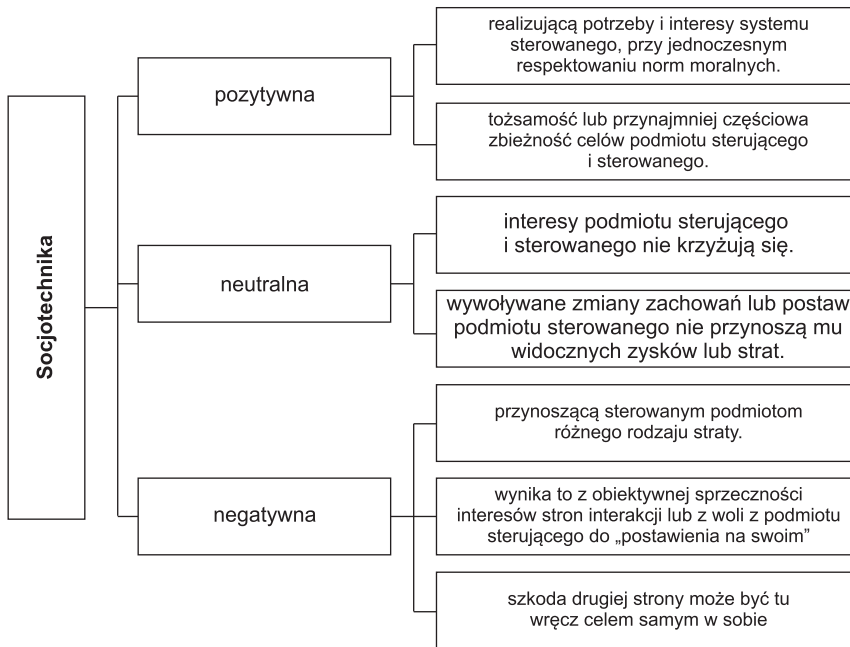 Socjotechnika
pozytywna
realizującą potrzeby i interesy systemu
sterowanego, przy jednoczesnym
respektowaniu norm moralnych.
tożsamość lub przynajmniej częściowa
zbieżność celów podmiotu sterującego
i sterowanego.
neutralna
interesy podmiotu sterującego
i sterowanego nie krzyżują się.
wywoływane zmiany zachowań lub postaw
podmiotu sterowanego nie przynoszą mu
widocznych zysków lub strat.
negatywna
przynoszącą sterowanym podmiotom
różnego rodzaju straty.
wynika to z obiektywnej sprzeczności
interesów stron interakcji lub z woli z podmiotu
sterującego do „postawienia na swoim”
szkoda drugiej strony może być tu
wręcz celem samym w sobie